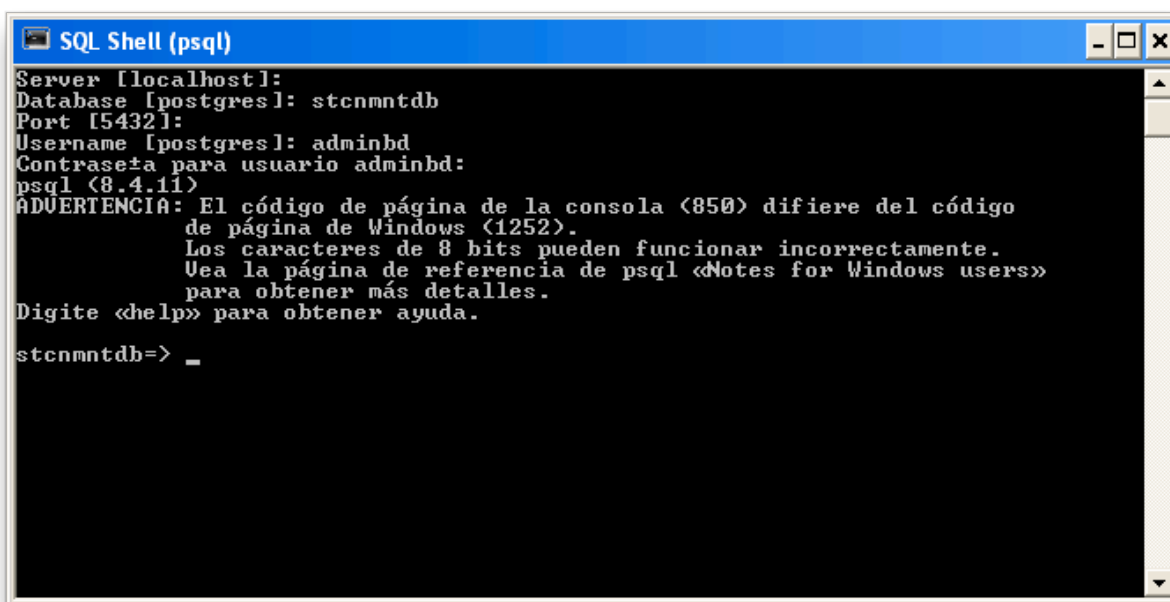 SQL Shell (psql)
Server [localhost]:
Database [postgres]: stcnmntdb
Port [5432]:
Username [postgres]: adminbd
Contrase±a para usuario adminbd:
psql (8.4.11)
ADVERTENCIA: El código de página de la consola (850) difiere del código
de página de Windows (1252).
Los caracteres de 8 bits pueden funcionar incorrectamente.
Vea la página de referencia de psql «Notes for Windows users»
para obtener más detalles.
Digite «help» para obtener ayuda.
stcnmntdb=> _